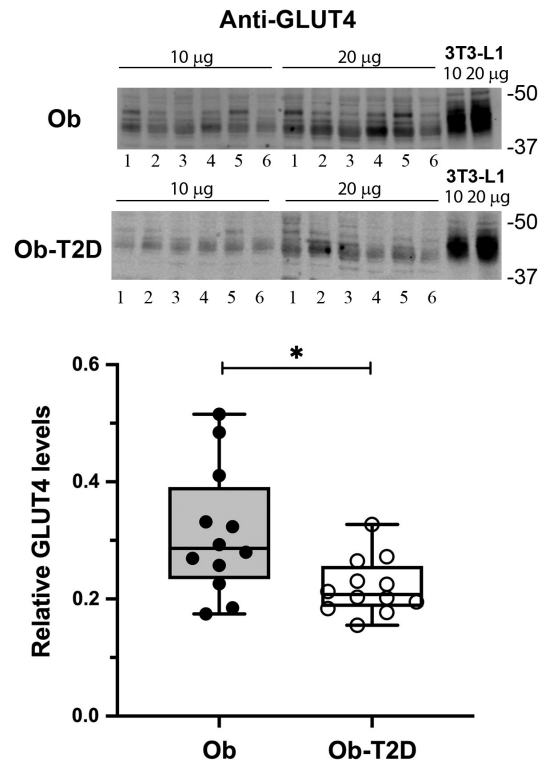 Anti-GLUT4
10 μg 20 μg 3T3-L1
10 20 μg
Ob
-50
-37
1 2 3 4 5 6 1 2 3 4 5 6
10 μg 20 μg 3T3-L1
10 20 μg
Ob-T2D
-50
-37
1 2 3 4 5 6 1 2 3 4 5 6
Relative GLUT4 levels
0.6
0.4
0.2
0.0
*
Ob Ob-T2D